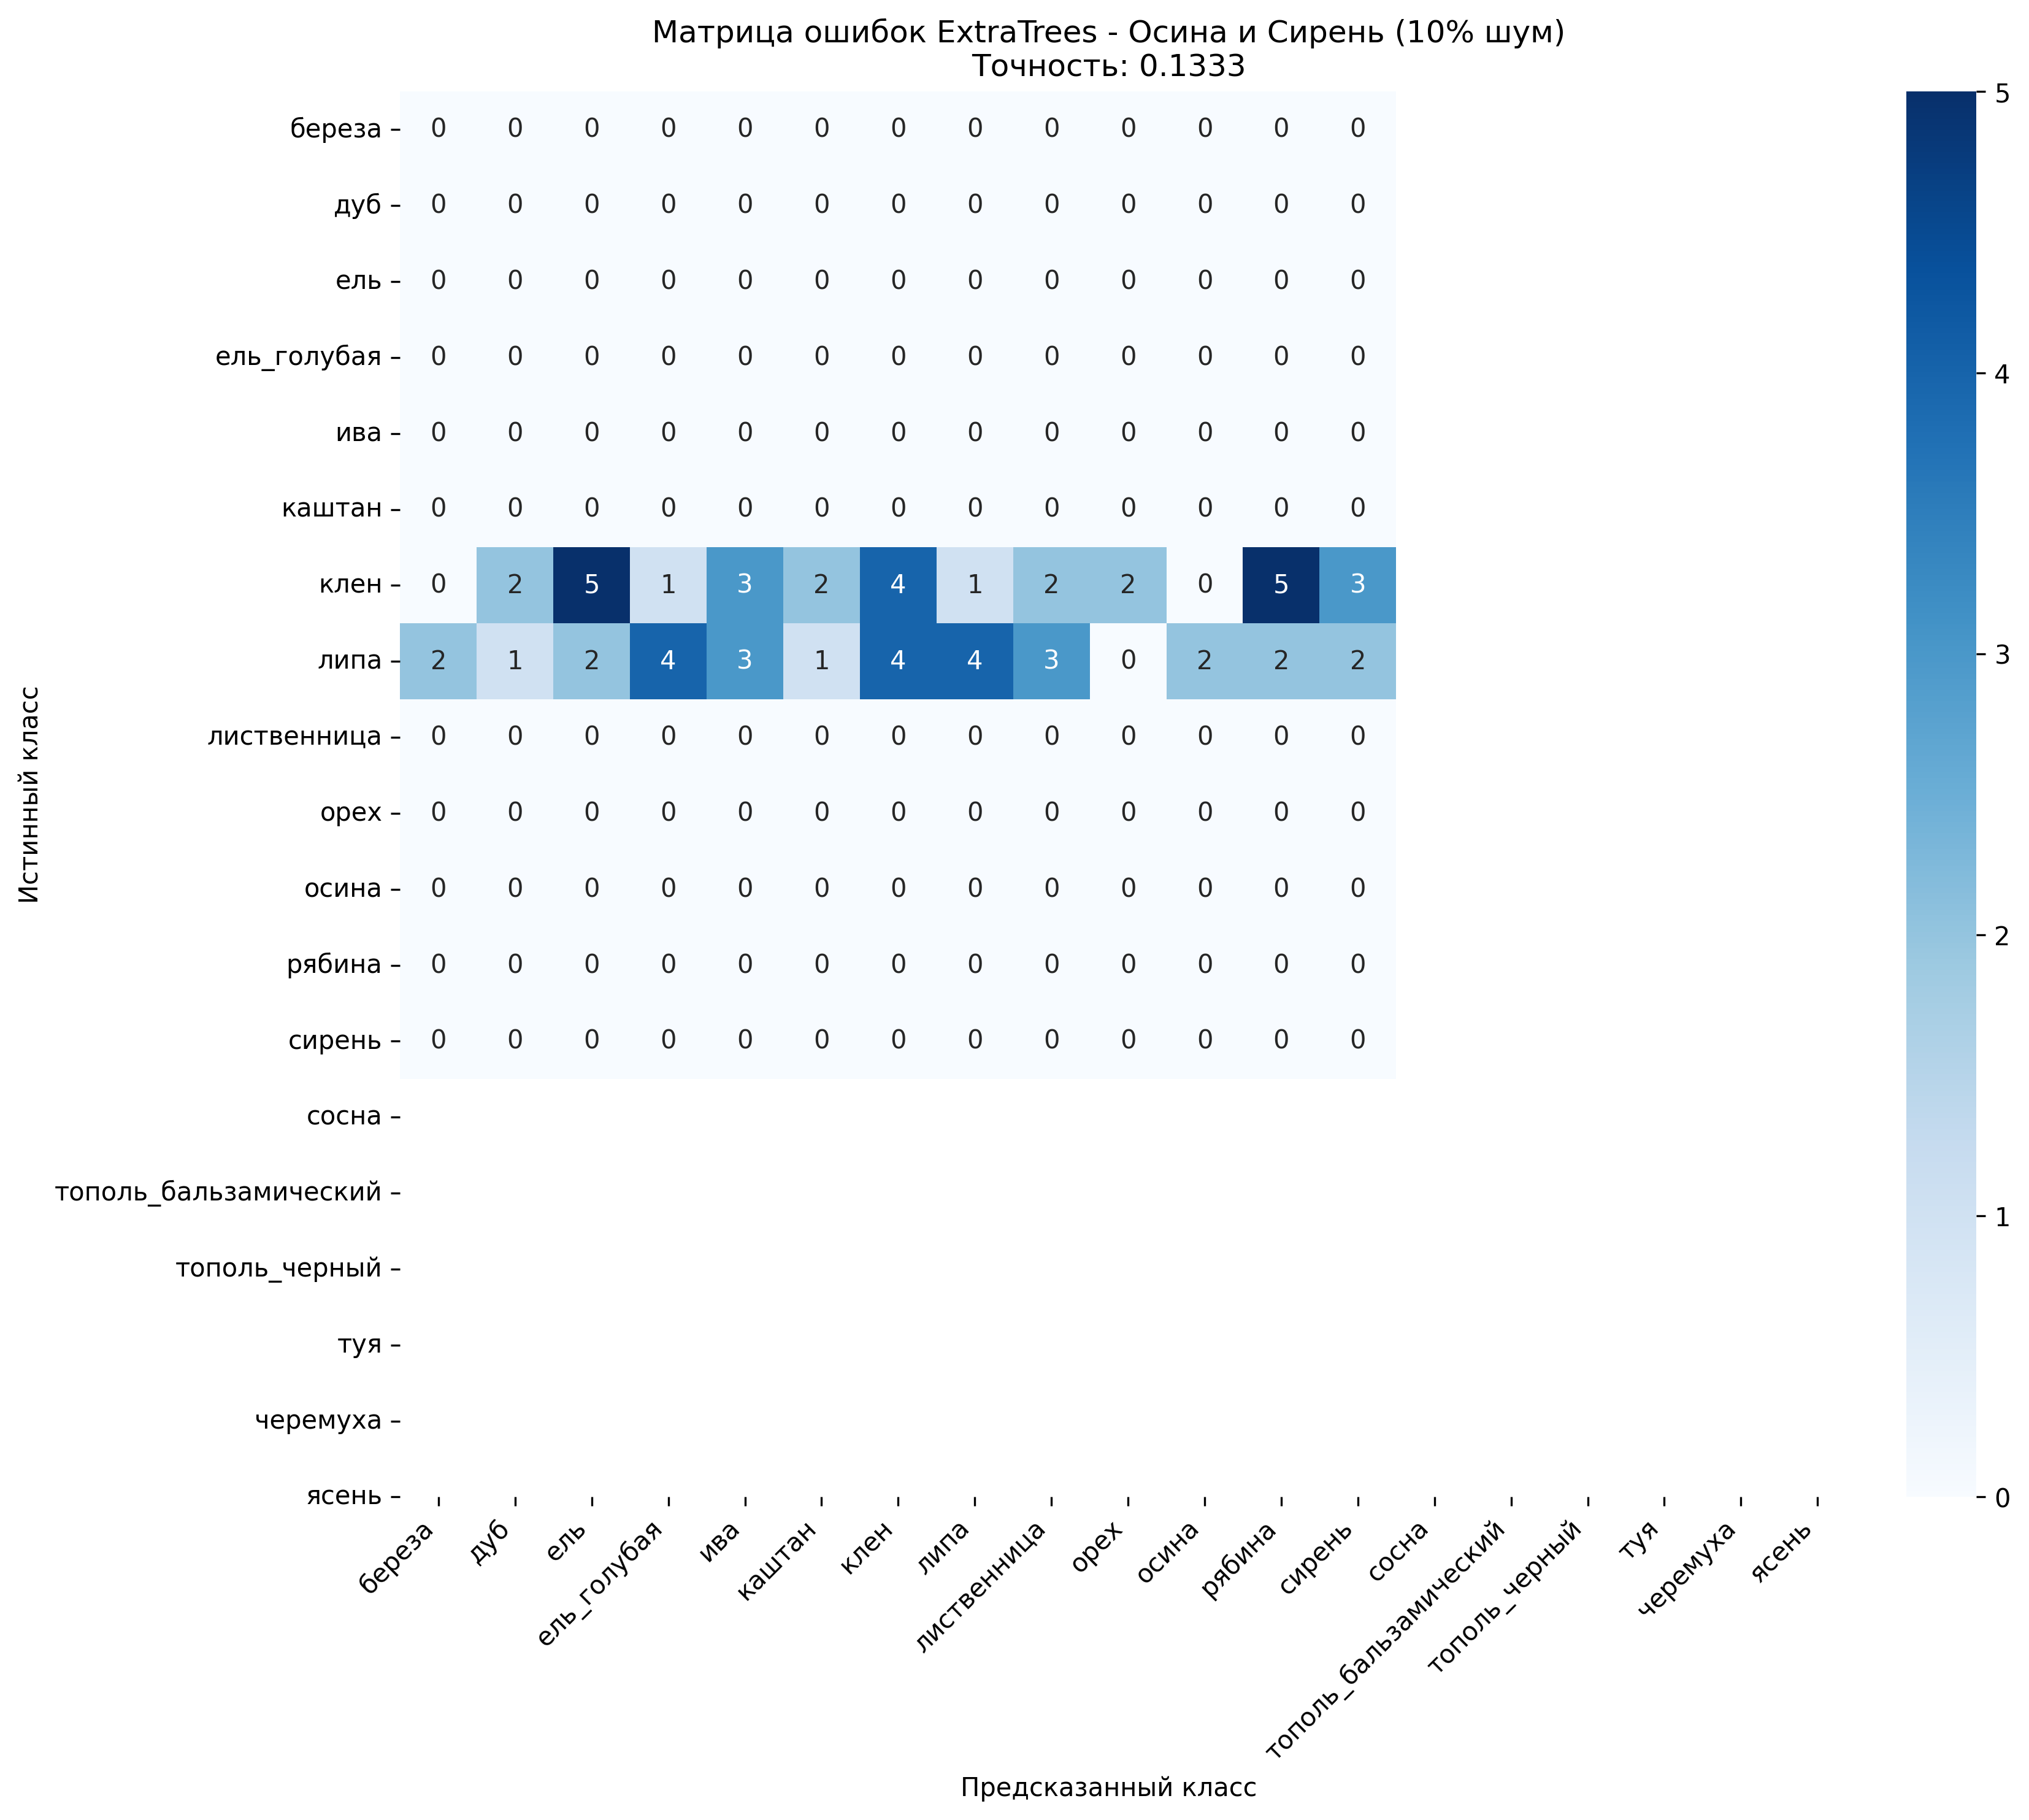 Матрица ошибок ExtraTrees - Осина и Сирень (10% шум)
Точность: 0.1333
Истинный класс
береза 0 0 0 0 0 0 0 0 0 0 0 0 0
дуб 0 0 0 0 0 0 0 0 0 0 0 0 0
ель 0 0 0 0 0 0 0 0 0 0 0 0 0
ель_голубая 0 0 0 0 0 0 0 0 0 0 0 0 0
ива 0 0 0 0 0 0 0 0 0 0 0 0 0
каштан 0 0 0 0 0 0 0 0 0 0 0 0 0
клен 0 2 5 1 3 2 4 1 2 2 0 5 3
липа 2 1 2 4 3 1 4 4 3 0 2 2 2
лиственница 0 0 0 0 0 0 0 0 0 0 0 0 0
орех 0 0 0 0 0 0 0 0 0 0 0 0 0
осина 0 0 0 0 0 0 0 0 0 0 0 0 0
рябина 0 0 0 0 0 0 0 0 0 0 0 0 0
сирень 0 0 0 0 0 0 0 0 0 0 0 0 0
сосна
тополь_бальзамический
тополь_черный
туя
черемуха
ясень
береза
дуб
ель
ель_голубая
ива
каштан
клен
липа
лиственница
орех
осина
рябина
сирень
сосна
тополь_бальзамический
тополь_черный
туя
черемуха
ясень
Предсказанный класс
5
4
3
2
1
0